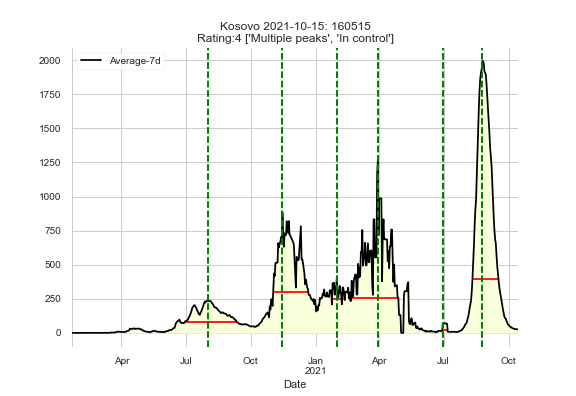 Kosovo 2021-10-15: 160515
Rating:4 ['Multiple peaks', 'In control']
Average-7d
2000
1750
1500
1250
1000
750
500
250
0
Apr Jul Oct Jan Apr Jul Oct
2021
Date